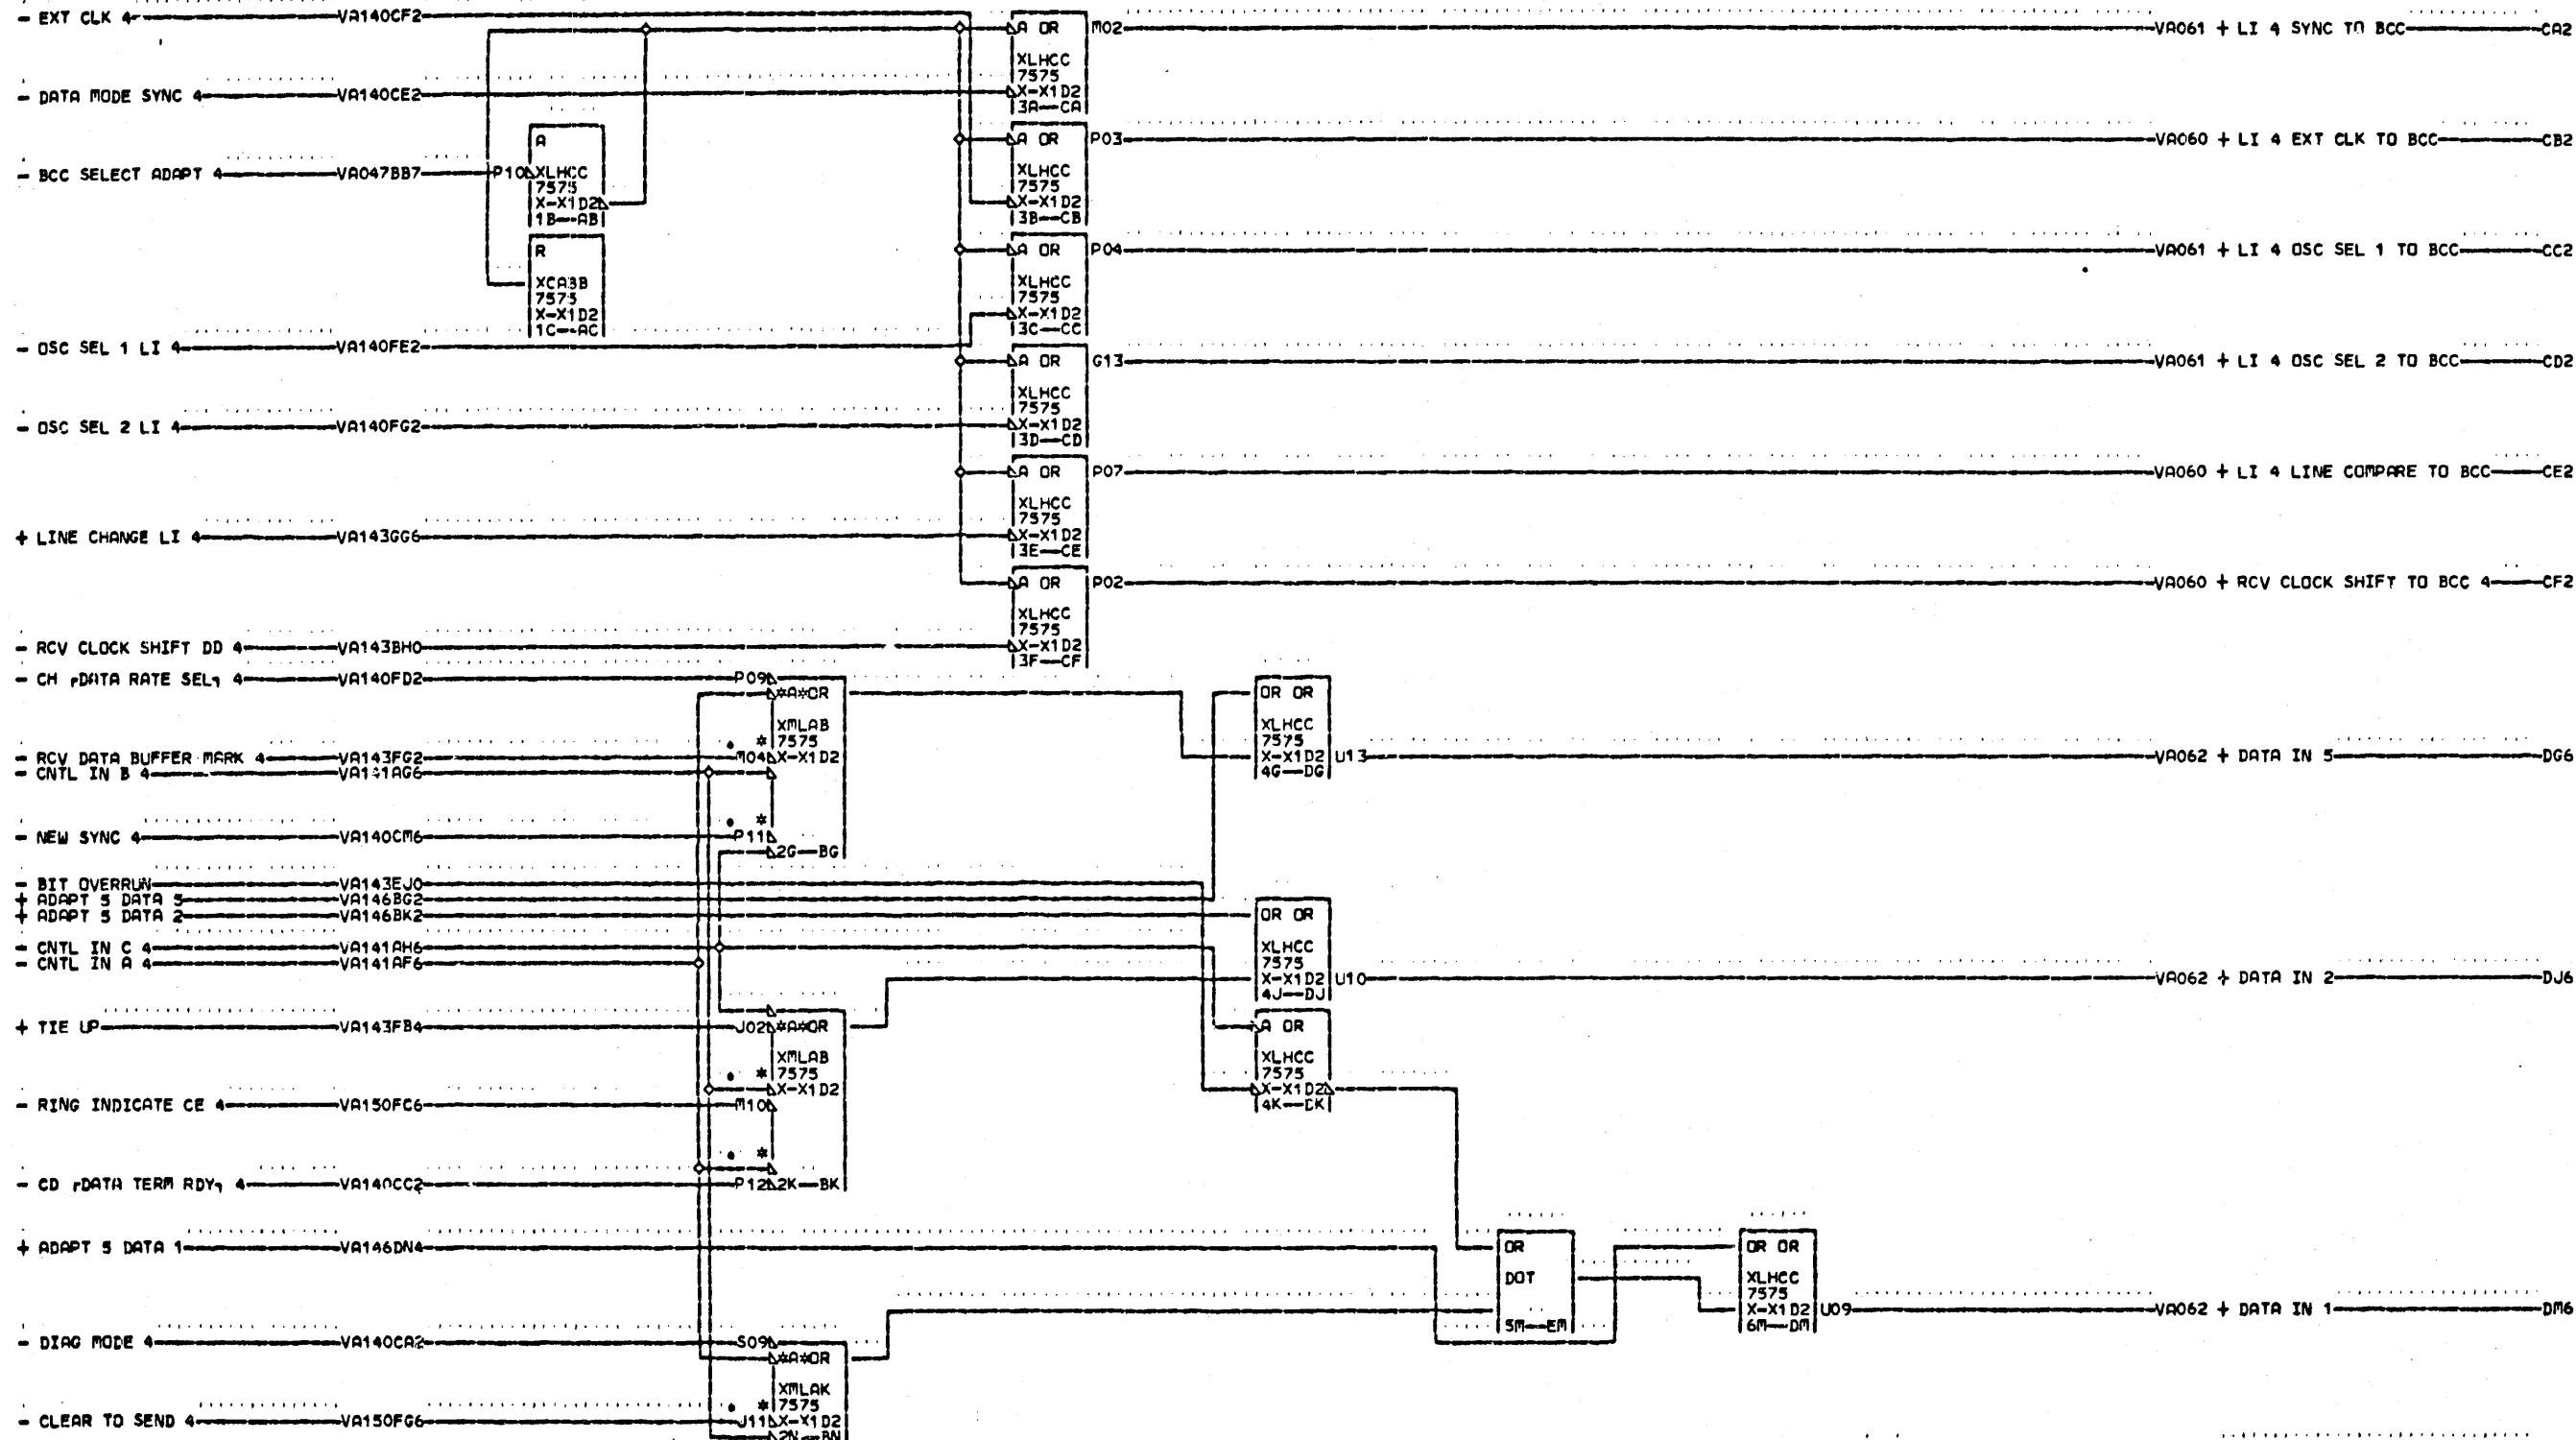 - EXT CLK 4 VA140CF2
A OR M02 VA061 + LI 4 SYNC TO BCC CA2
XLHCC
7575
- DATA MODE SYNC 4 VA140CE2 X-X1D2
3A CA
A
A OR P03 VA060 + LI 4 EXT CLK TO BCC CB2
- BCC SELECT ADAPT 4 VA047BB7 P10 XLHCC
7575
X-X1D2
1B AB
XLHCC
7575
X-X1D2
3B CB
R
A OR P04 VA061 + LI 4 OSC SEL 1 TO BCC CC2
XCABB
7575
X-X1D2
1C AC
XLHCC
7575
X-X1D2
3C CC
- OSC SEL 1 LI 4 VA140FE2
A OR G13 VA061 + LI 4 OSC SEL 2 TO BCC CD2
XLHCC
7575
- OSC SEL 2 LI 4 VA140FG2 X-X1D2
3D CD
A OR P07 VA060 + LI 4 LINE COMPARE TO BCC CE2
XLHCC
7575
+ LINE CHANGE LI 4 VA143GG6 X-X1D2
3E CE
A OR P02 VA060 + RCV CLOCK SHIFT TO BCC 4 CF2
XLHCC
7575
- RCV CLOCK SHIFT DD 4 VA143BH0 X-X1D2
3F CF
- CH ┌DATA RATE SEL┐ 4 VA140FD2 P09
*A*OR OR OR
XMLAB XLHCC
* 7575 7575
- RCV DATA BUFFER MARK 4 VA143FG2 M04 X-X1D2 X-X1D2 U13 VA062 + DATA IN 5 DG6
- CNTL IN B 4 VA141AG6 4G DG
*
- NEW SYNC 4 VA140CM6 P11
2G BG
- BIT OVERRUN VA143EJ0
+ ADAPT 5 DATA 5 VA146BG2
+ ADAPT 5 DATA 2 VA146BK2 OR OR
- CNTL IN C 4 VA141AH6 XLHCC
- CNTL IN A 4 VA141AF6 7575
X-X1D2 U10 VA062 + DATA IN 2 DJ6
4J DJ
+ TIE UP VA143FB4 J02 *A*OR A OR
XMLAB XLHCC
* 7575 7575
X-X1D2 X-X1D2
- RING INDICATE CE 4 VA150FC6 M10 4K DK
*
- CD ┌DATA TERM RDY┐ 4 VA140CC2 P12 2K BK
+ ADAPT 5 DATA 1 VA146DN4 OR OR OR
DOT XLHCC
7575
X-X1D2 U09 VA062 + DATA IN 1 DM6
5M EM 6M DM
- DIAG MODE 4 VA140CA2 S09
*A*OR
XMLAK
* 7575
- CLEAR TO SEND 4 VA150FG6 J11 X-X1D2
2N BN